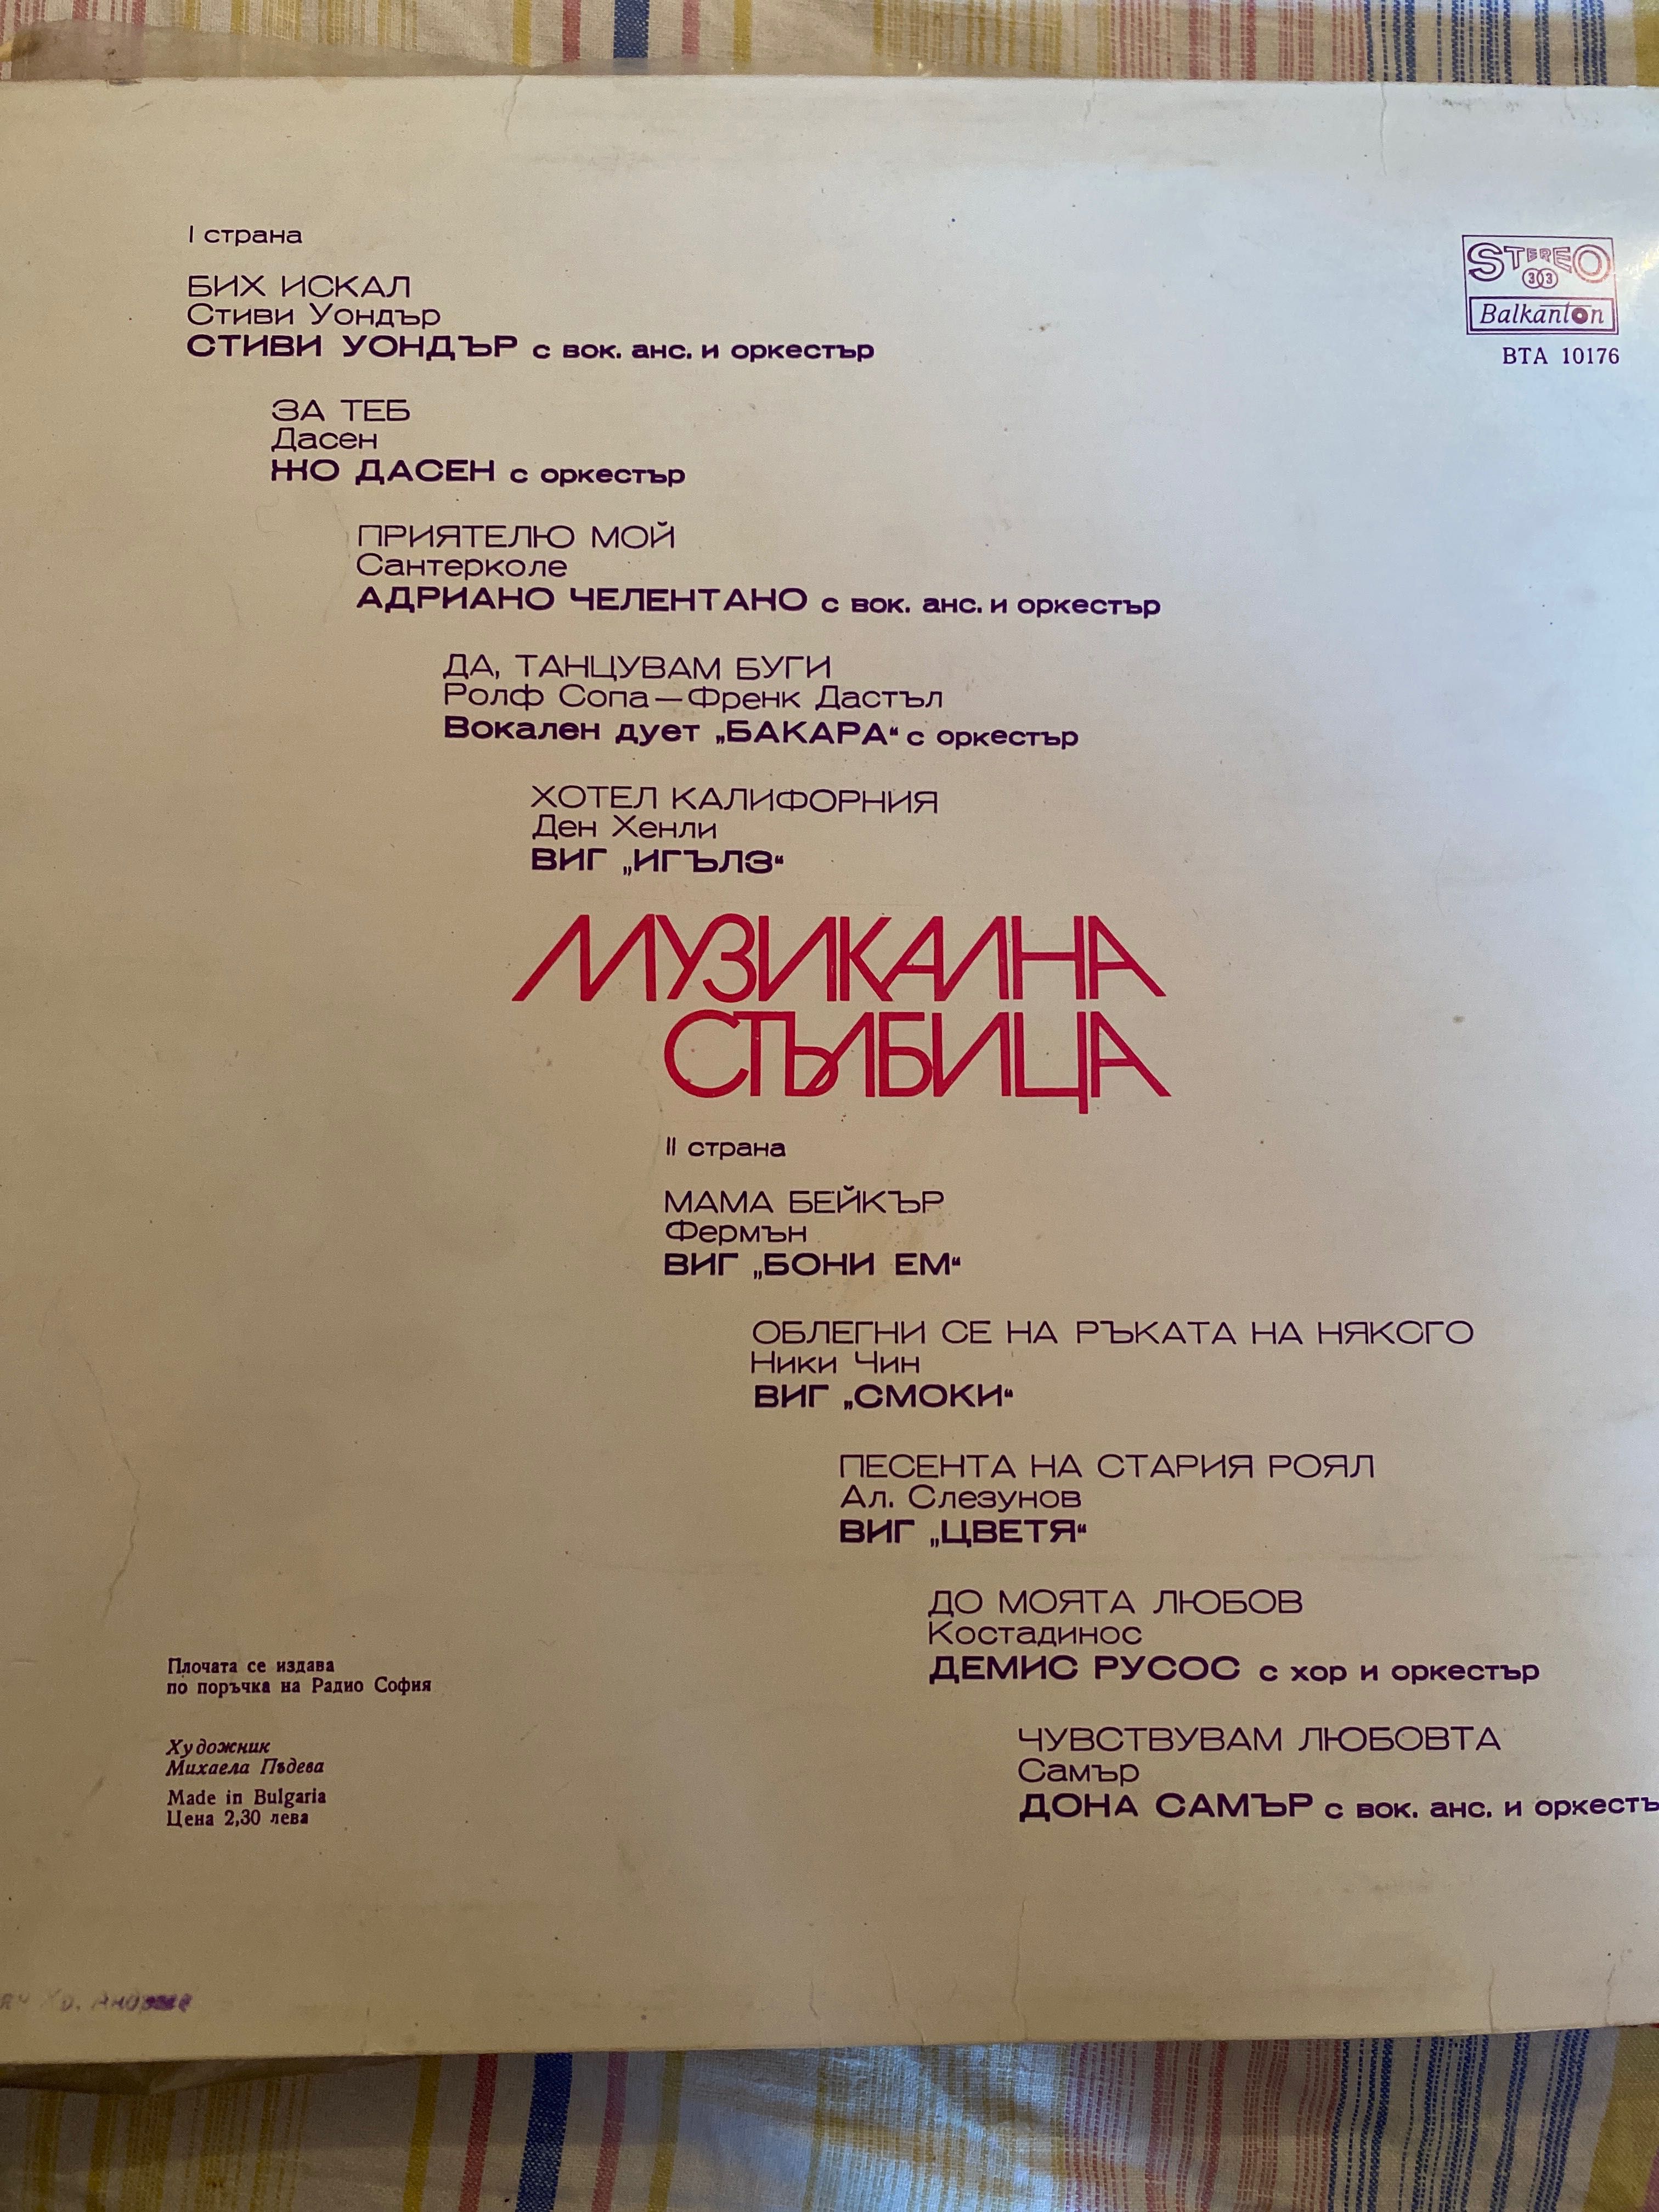 I страна
БИХ ИСКАЛ
Стиви Уондър
СТИВИ УОНДЪР с вок. анс. и оркестър
STEREO
33
Balkanton
ВТА 10176
ЗА ТЕБ
Дасен
ЖО ДАСЕН с оркестър
ПРИЯТЕЛЮ МОЙ
Сантерколе
АДРИАНО ЧЕЛЕНТАНО с вок. анс. и оркестър
ДА, ТАНЦУВАМ БУГИ
Ролф Сопа—Френк Дастъл
Вокален дует „БАКАРА“ с оркестър
ХОТЕЛ КАЛИФОРНИЯ
Ден Хенли
ВИГ „ИГЪЛЗ“
МУЗИКАЛНА
СТЪЛБИЦА
II страна
МАМА БЕЙКЪР
Фермън
ВИГ „БОНИ ЕМ“
ОБЛЕГНИ СЕ НА РЪКАТА НА НЯКОГО
Ники Чин
ВИГ „СМОКИ“
ПЕСЕНТА НА СТАРИЯ РОЯЛ
Ал. Слезунов
ВИГ „ЦВЕТЯ“
ДО МОЯТА ЛЮБОВ
Костадинос
ДЕМИС РУСОС с хор и оркестър
ЧУВСТВУВАМ ЛЮБОВТА
Самър
ДОНА САМЪР с вок. анс. и оркестъ
Плочата се издава
по поръчка на Радио София
Художник
Михаела Пъдева
Made in Bulgaria
Цена 2,30 лева